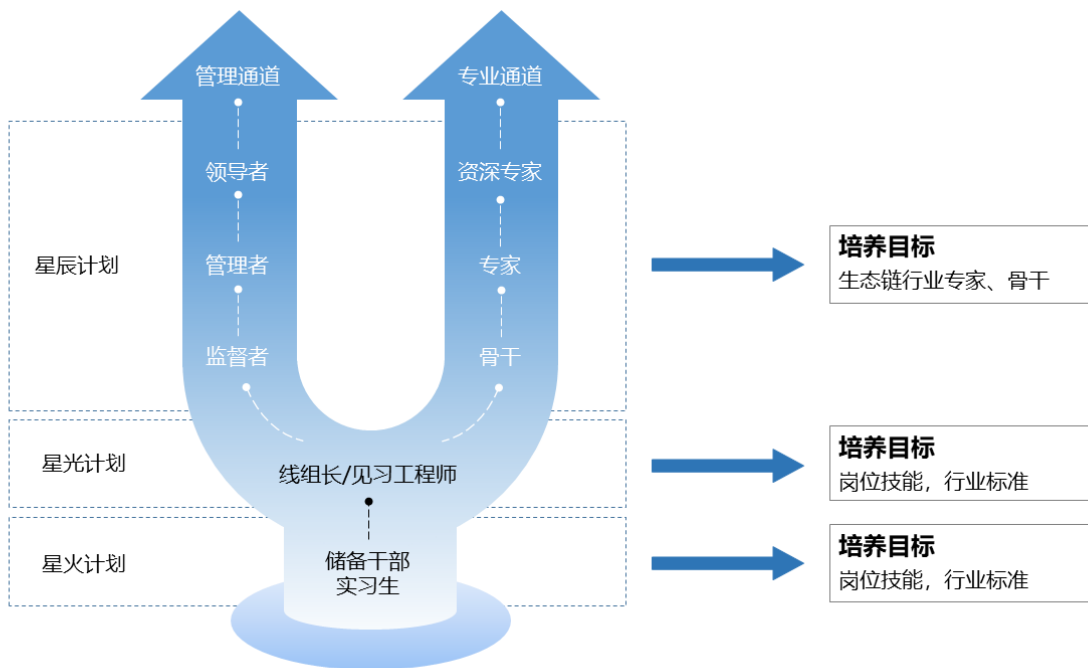 管理通道
专业通道
领导者
资深专家
星辰计划
管理者
专家
培养目标
生态链行业专家、骨干
监督者
骨干
星光计划
线组长/见习工程师
培养目标
岗位技能，行业标准
星火计划
储备干部
实习生
培养目标
岗位技能，行业标准